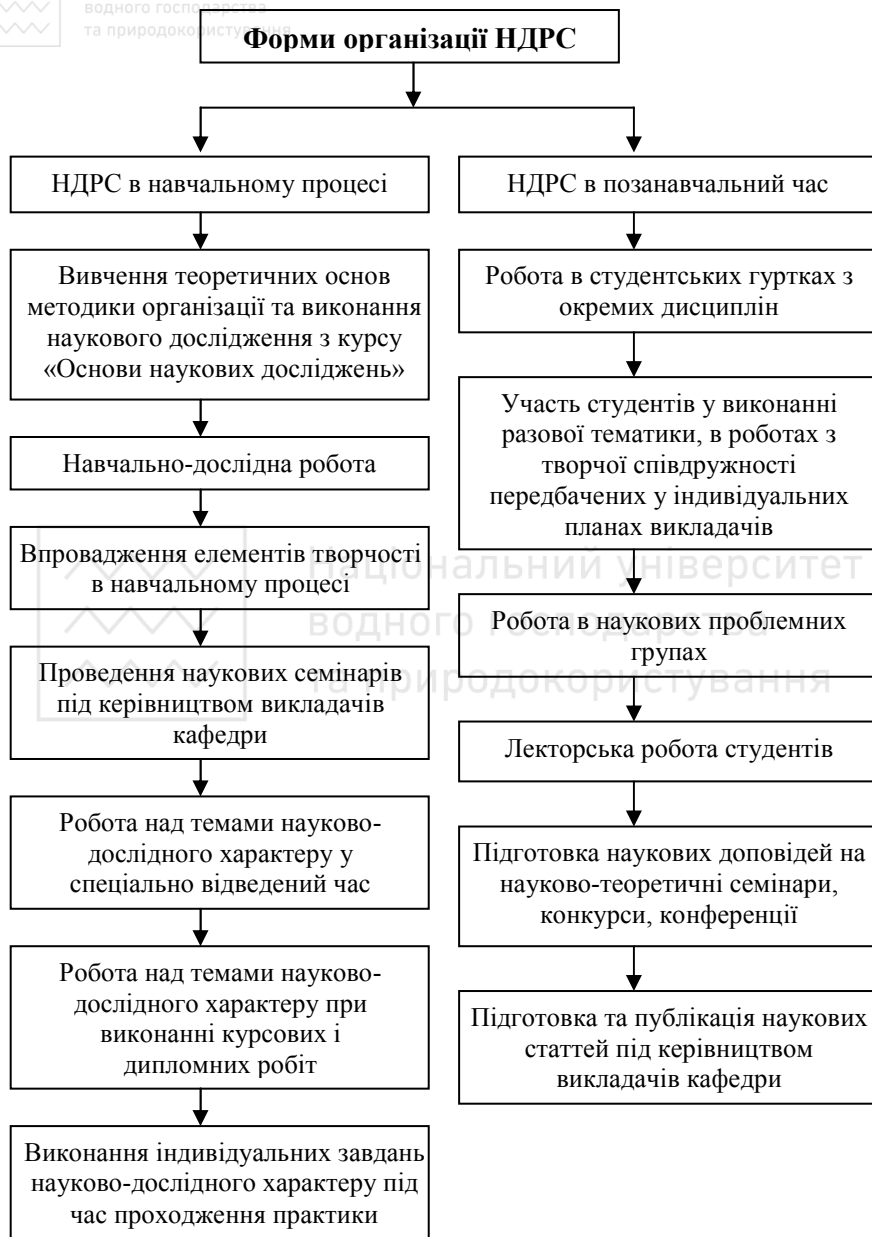 водного господарства
та природокористування
Форми організації НДРС
НДРС в навчальному процесі
Вивчення теоретичних основ
методики організації та виконання
наукового дослідження з курсу
«Основи наукових досліджень»
Навчально-дослідна робота
Впровадження елементів творчості
в навчальному процесі
Проведення наукових семінарів
під керівництвом викладачів
кафедри
Робота над темами науково-
дослідного характеру у
спеціально відведений час
Робота над темами науково-
дослідного характеру при
виконанні курсових і
дипломних робіт
Виконання індивідуальних завдань
науково-дослідного характеру під
час проходження практики
НДРС в позанавчальний час
Робота в студентських гуртках з
окремих дисциплін
Участь студентів у виконанні
разової тематики, в роботах з
творчої співдружності
передбачених у індивідуальних
планах викладачів
Робота в наукових проблемних
групах
Лекторська робота студентів
Підготовка наукових доповідей на
науково-теоретичні семінари,
конкурси, конференції
Підготовка та публікація наукових
статтей під керівництвом
викладачів кафедри
Національний університет
водного господарства
та природокористування